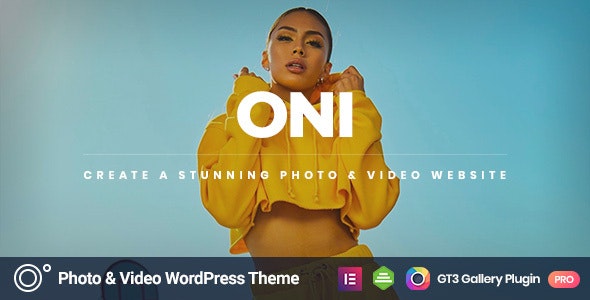 ONI
CREATE A STUNNING PHOTO & VIDEO WEBSITE
Photo & Video WordPress Theme
GT3 Gallery Plugin PRO